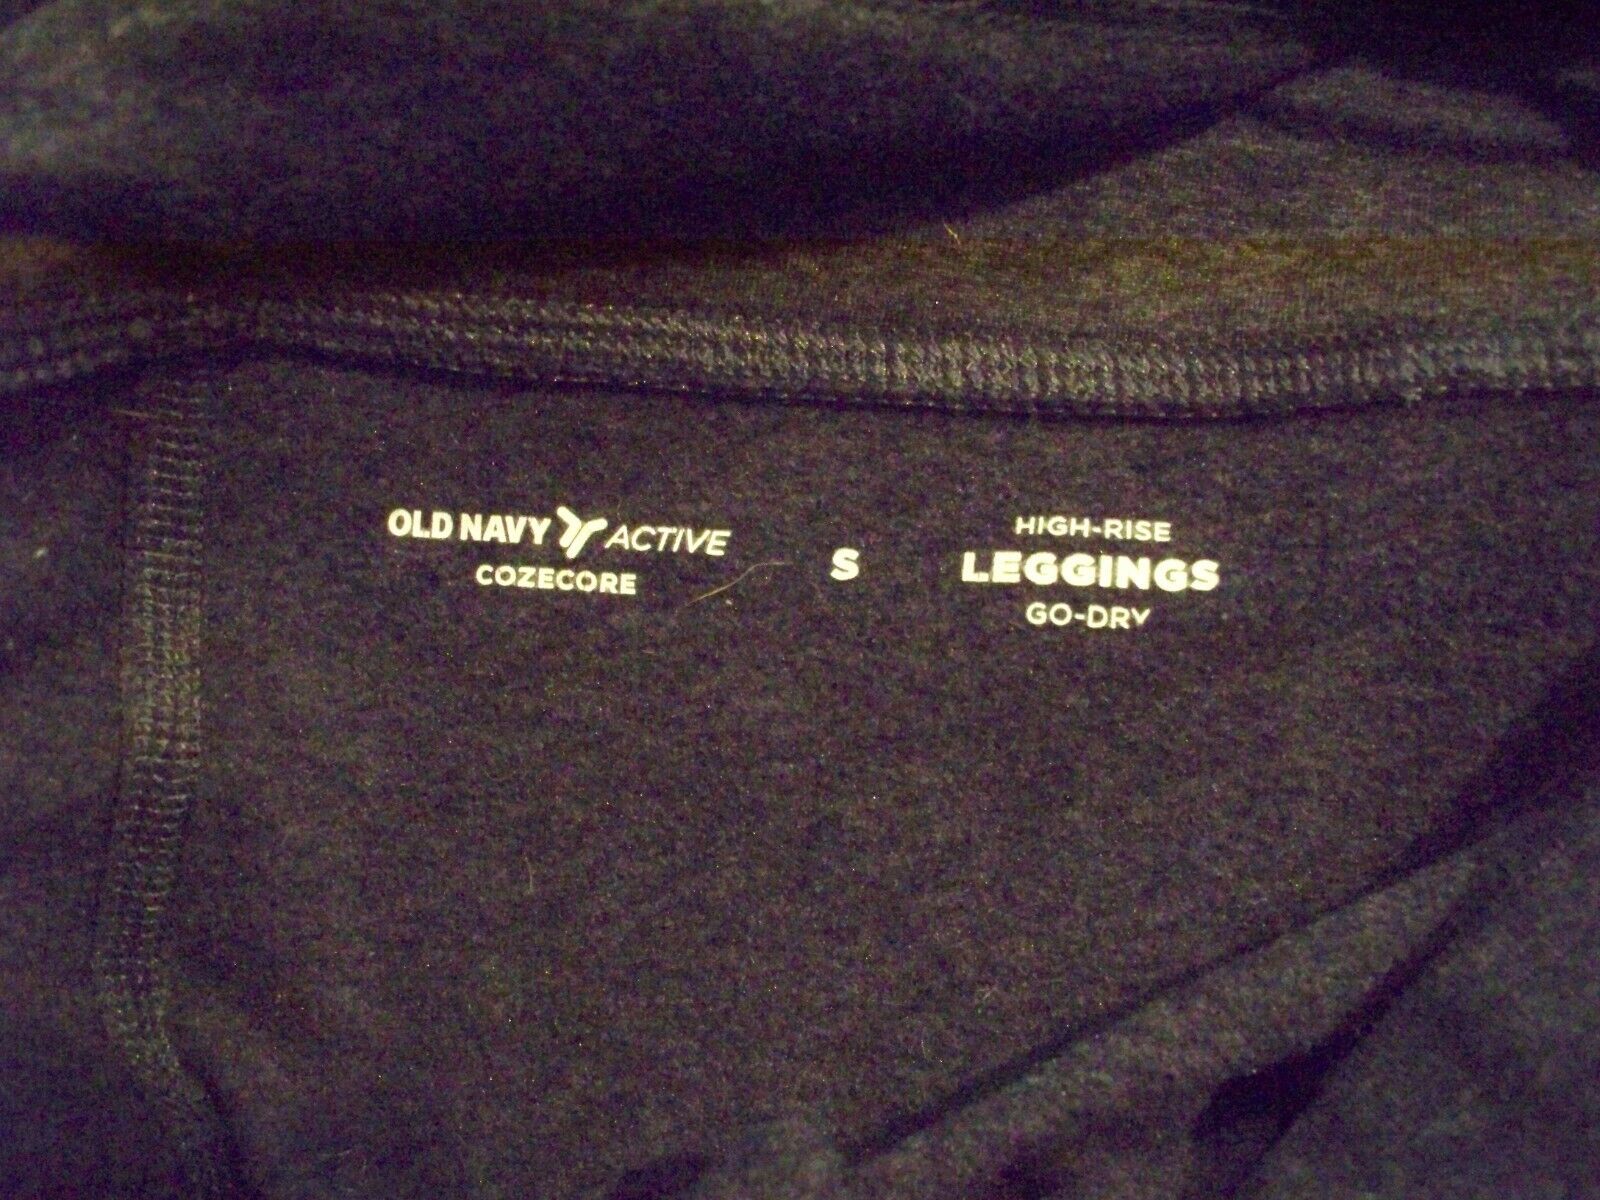 OLD NAVY ACTIVE
COZECORE
S
HIGH-RISE
LEGGINGS
GO-DRY